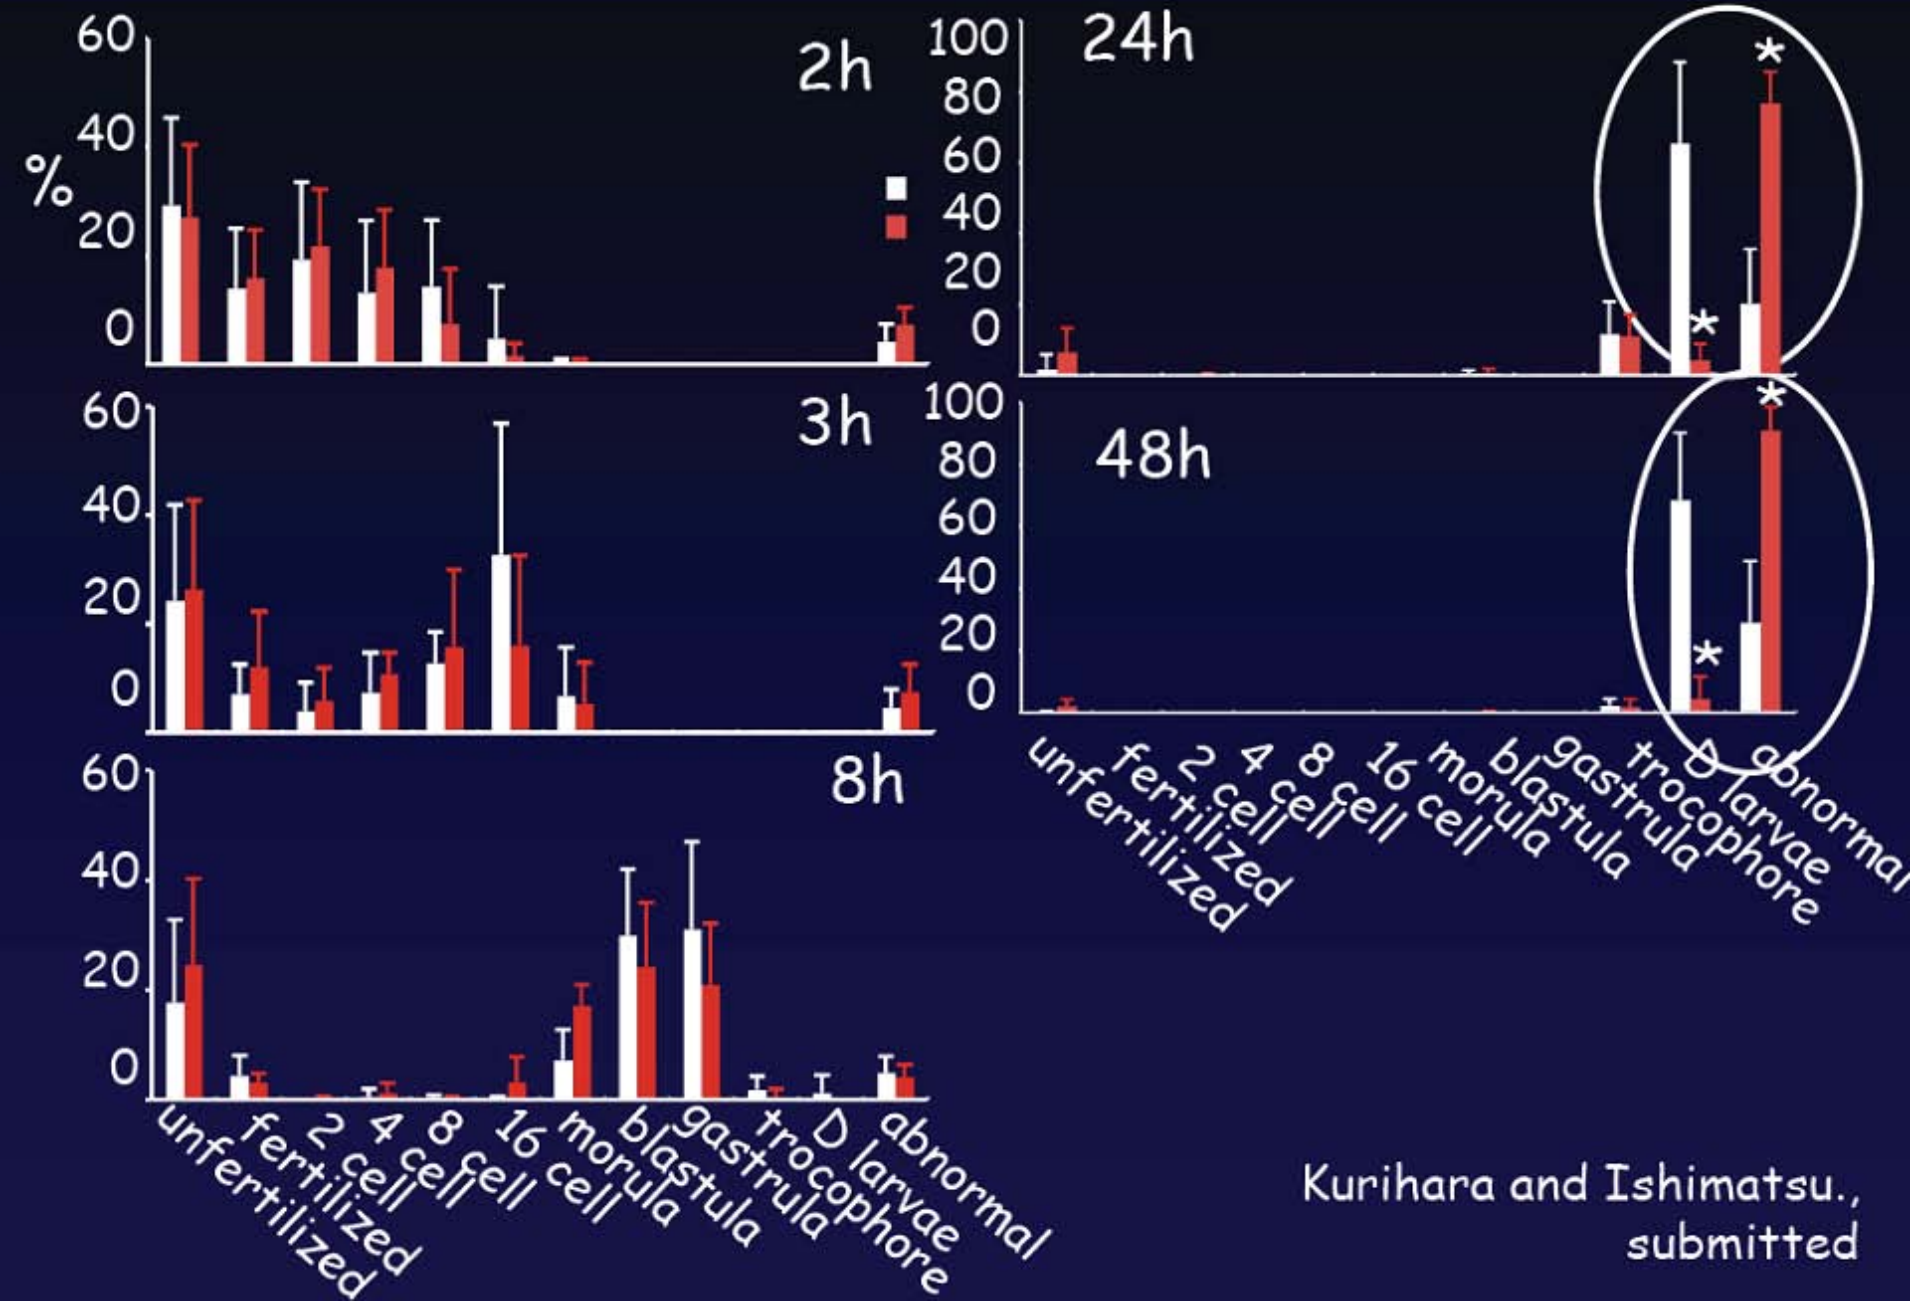 2h
60
40
20
0
%
3h
60
40
20
0
8h
60
40
20
0
unfertilized
fertilized
2 cell
4 cell
8 cell
16 cell
morula
blastula
gastrula
trocophore
D larvae
abnormal
24h
100
80
60
40
20
0
*
*
48h
100
80
60
40
20
0
*
*
unfertilized
fertilized
2 cell
4 cell
8 cell
16 cell
morula
blastula
gastrula
trocophore
D larvae
abnormal
Kurihara and Ishimatsu.,
submitted